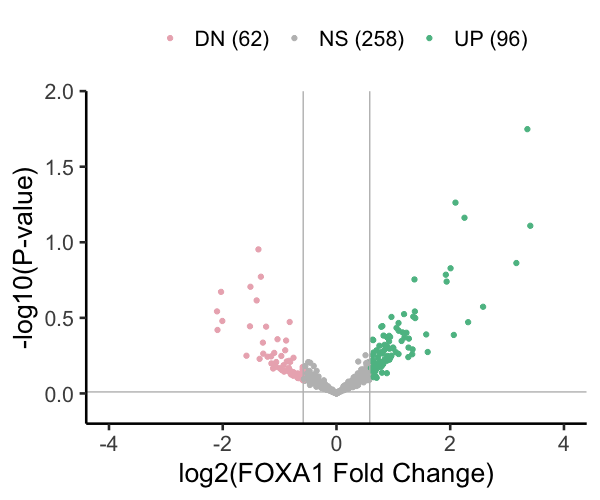 DN (62) NS (258) UP (96)
2.0
1.5
1.0
0.5
0.0
-log10(P-value)
-4 -2 0 2 4
log2(FOXA1 Fold Change)